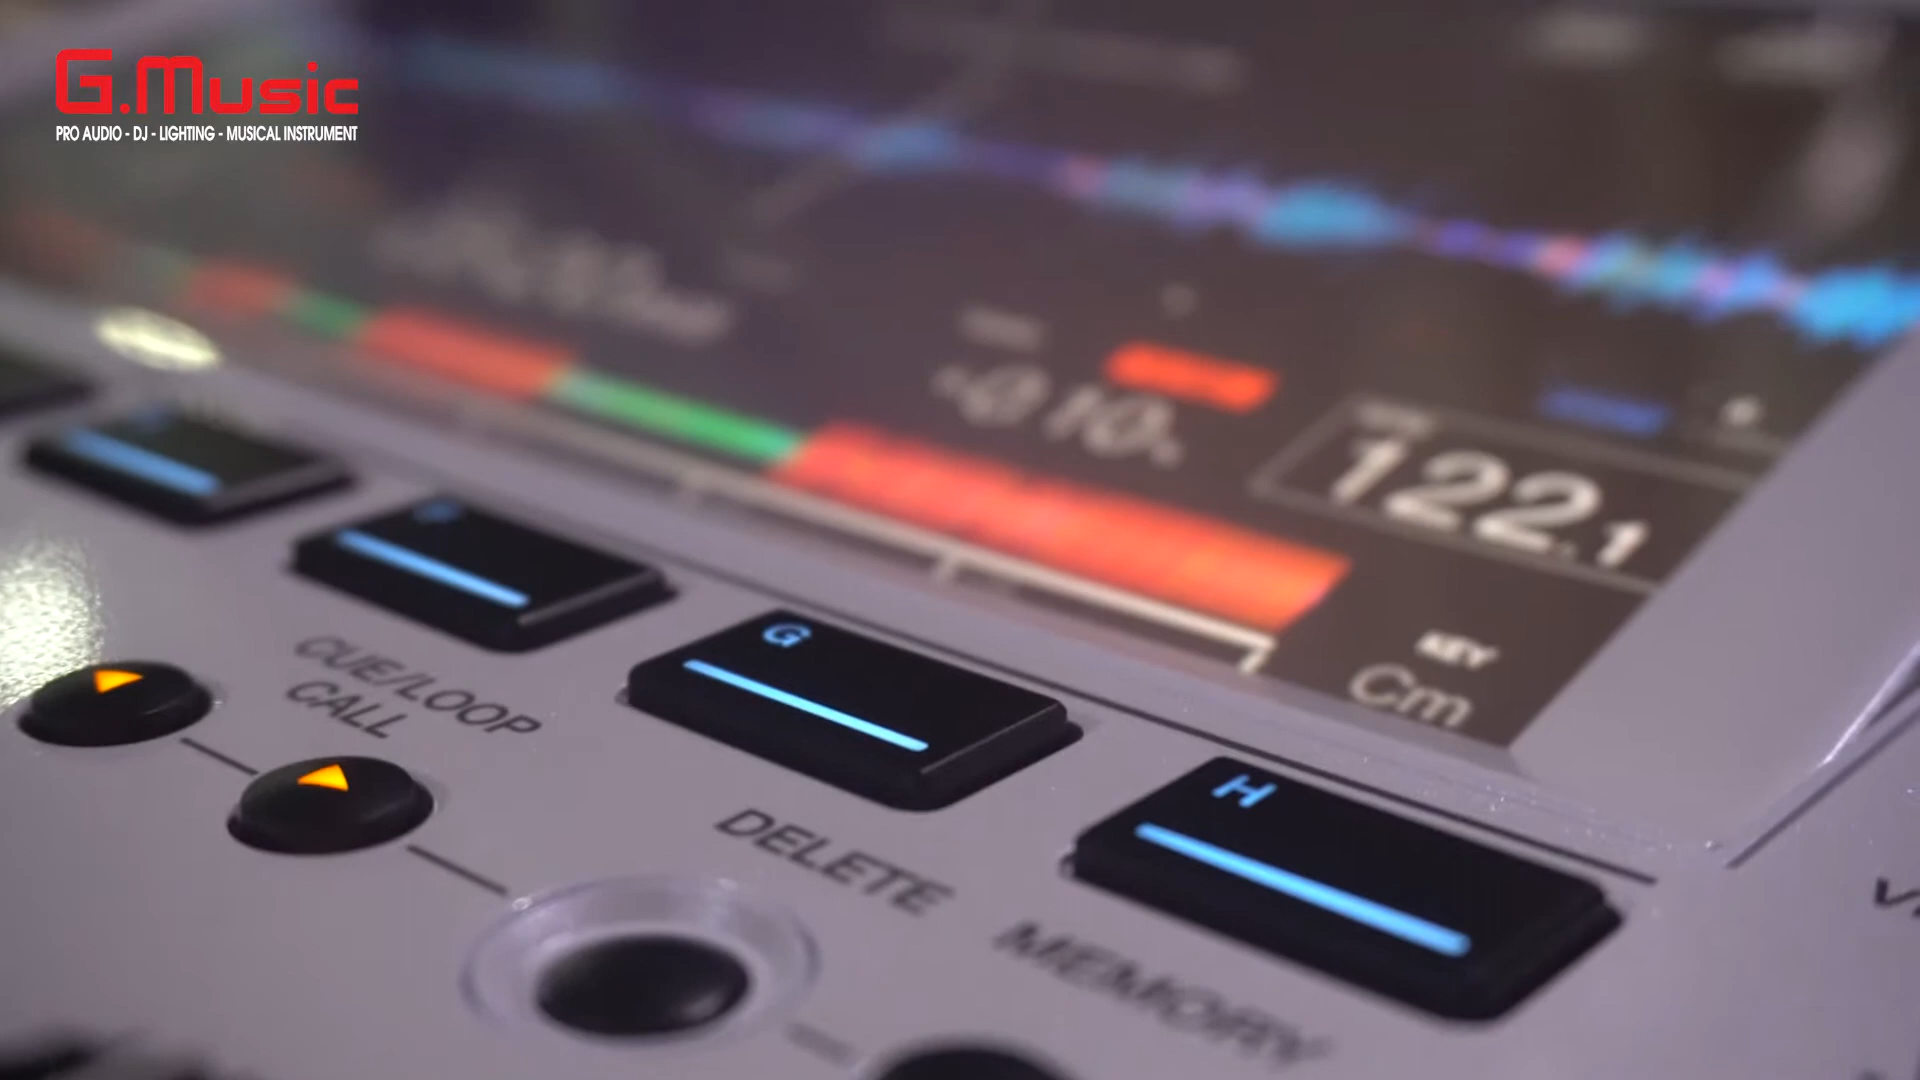 G.Music
PRO AUDIO - DJ - LIGHTING - MUSICAL INSTRUMENT
122.1
KEY
Cm
F
G
H
CUE/LOOP
CALL
DELETE
MEMORY